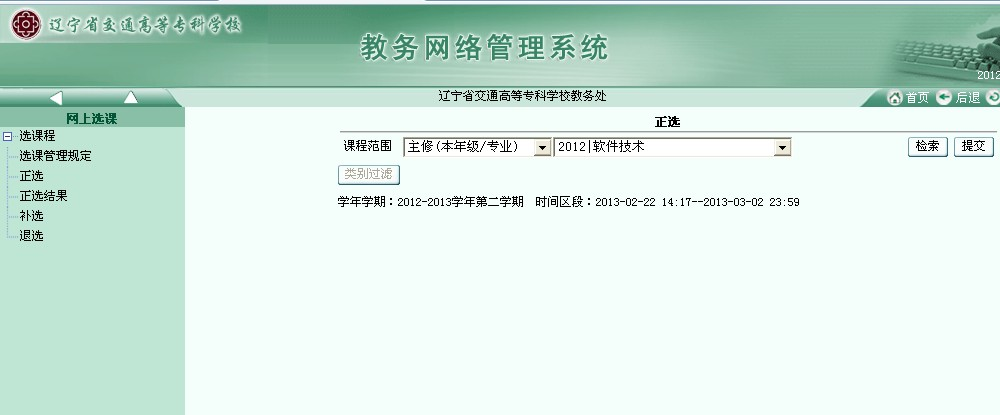 辽宁省交通高等专科学校
教务网络管理系统
2012
辽宁省交通高等专科学校教务处
首页 后退
网上选课
正选
选课程
选课管理规定
正选
正选结果
补选
退选
课程范围 主修(本年级/专业) 2012|软件技术 检索 提交
类别过滤
学年学期：2012-2013学年第二学期 时间区段：2013-02-22 14:17--2013-03-02 23:59